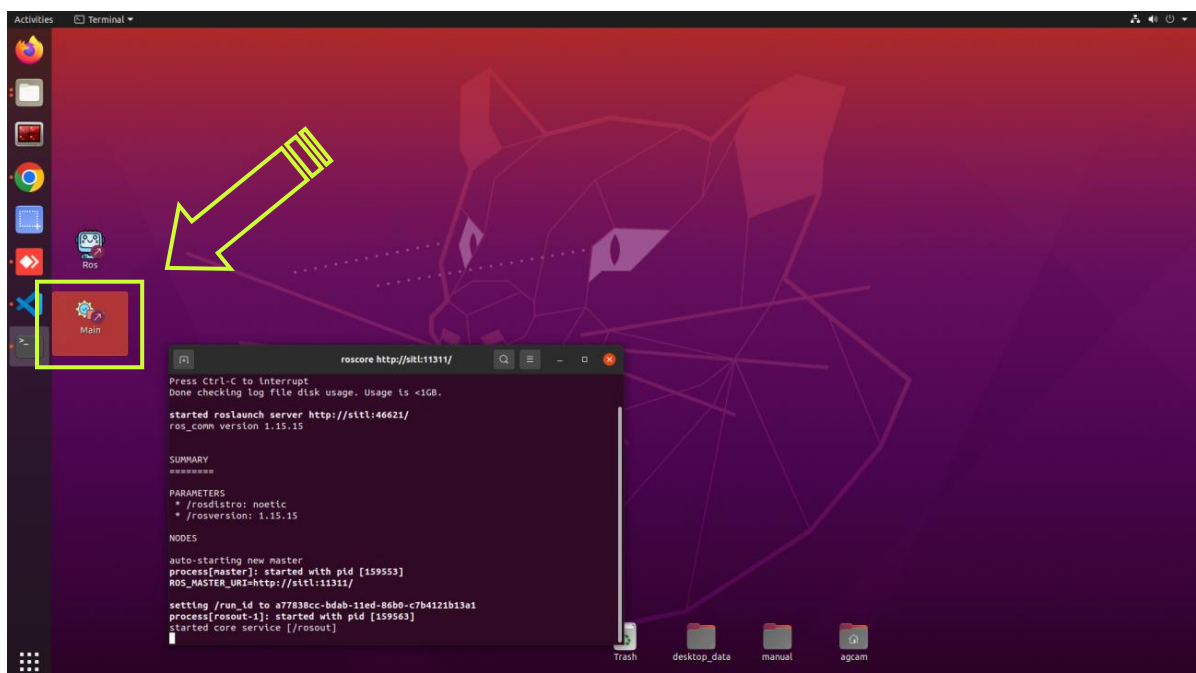 Activities
Terminal
Ros
Main
roscore http://sitl:11311/
Press Ctrl-C to interrupt
Done checking log file disk usage. Usage is <1GB.
started roslaunch server http://sitl:46621/
ros_comm version 1.15.15
SUMMARY
========
PARAMETERS
* /rosdistro: noetic
* /rosversion: 1.15.15
NODES
auto-starting new master
process[master]: started with pid [159553]
ROS_MASTER_URI=http://sitl:11311/
setting /run_id to a77838cc-bdab-11ed-86b0-c7b4121b13a1
process[rosout-1]: started with pid [159563]
started core service [/rosout]
Trash
desktop_data
manual
agcam